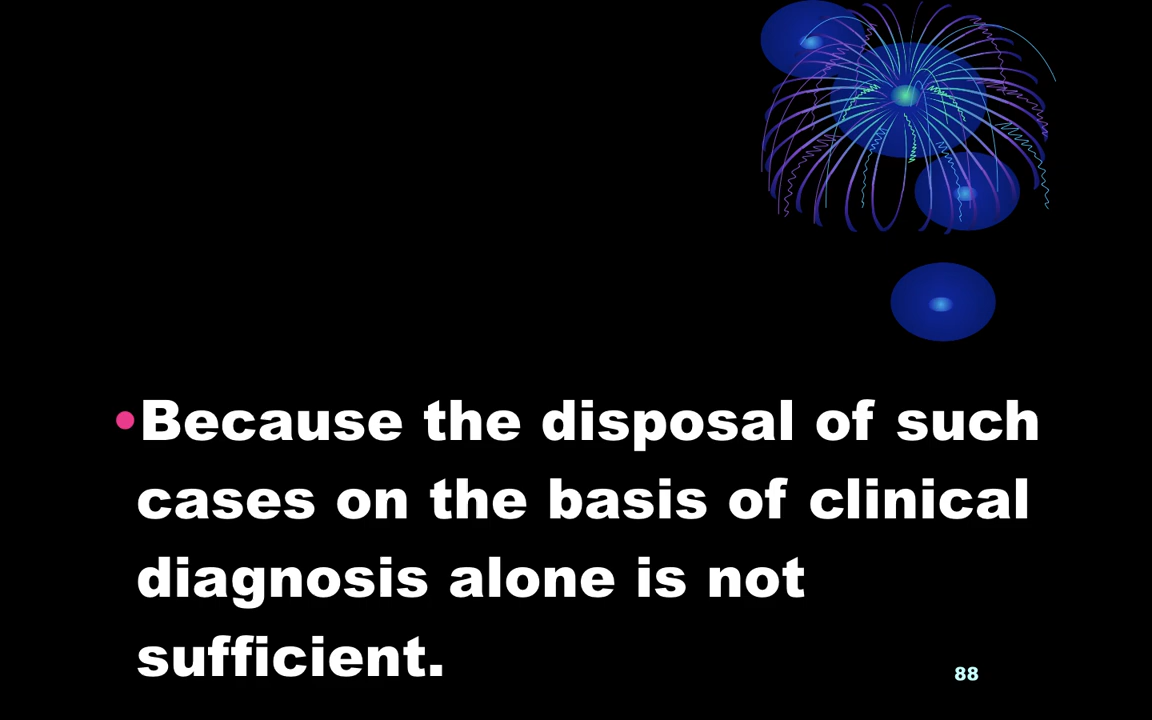 •Because the disposal of such
cases on the basis of clinical
diagnosis alone is not
sufficient.
88